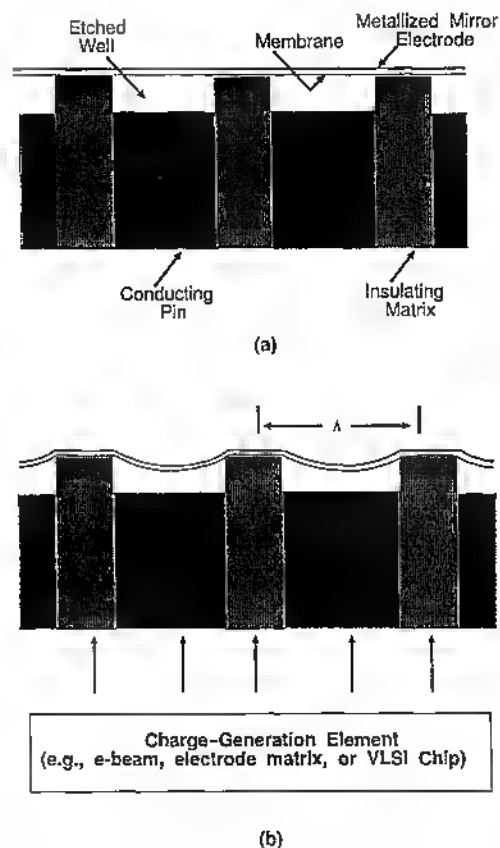 Etched
Well
Membrane
Metallized Mirror
Electrode
Conducting
Pin
Insulating
Matrix
(a)
Λ
Charge-Generation Element
(e.g., e-beam, electrode matrix, or VLSI Chip)
(b)